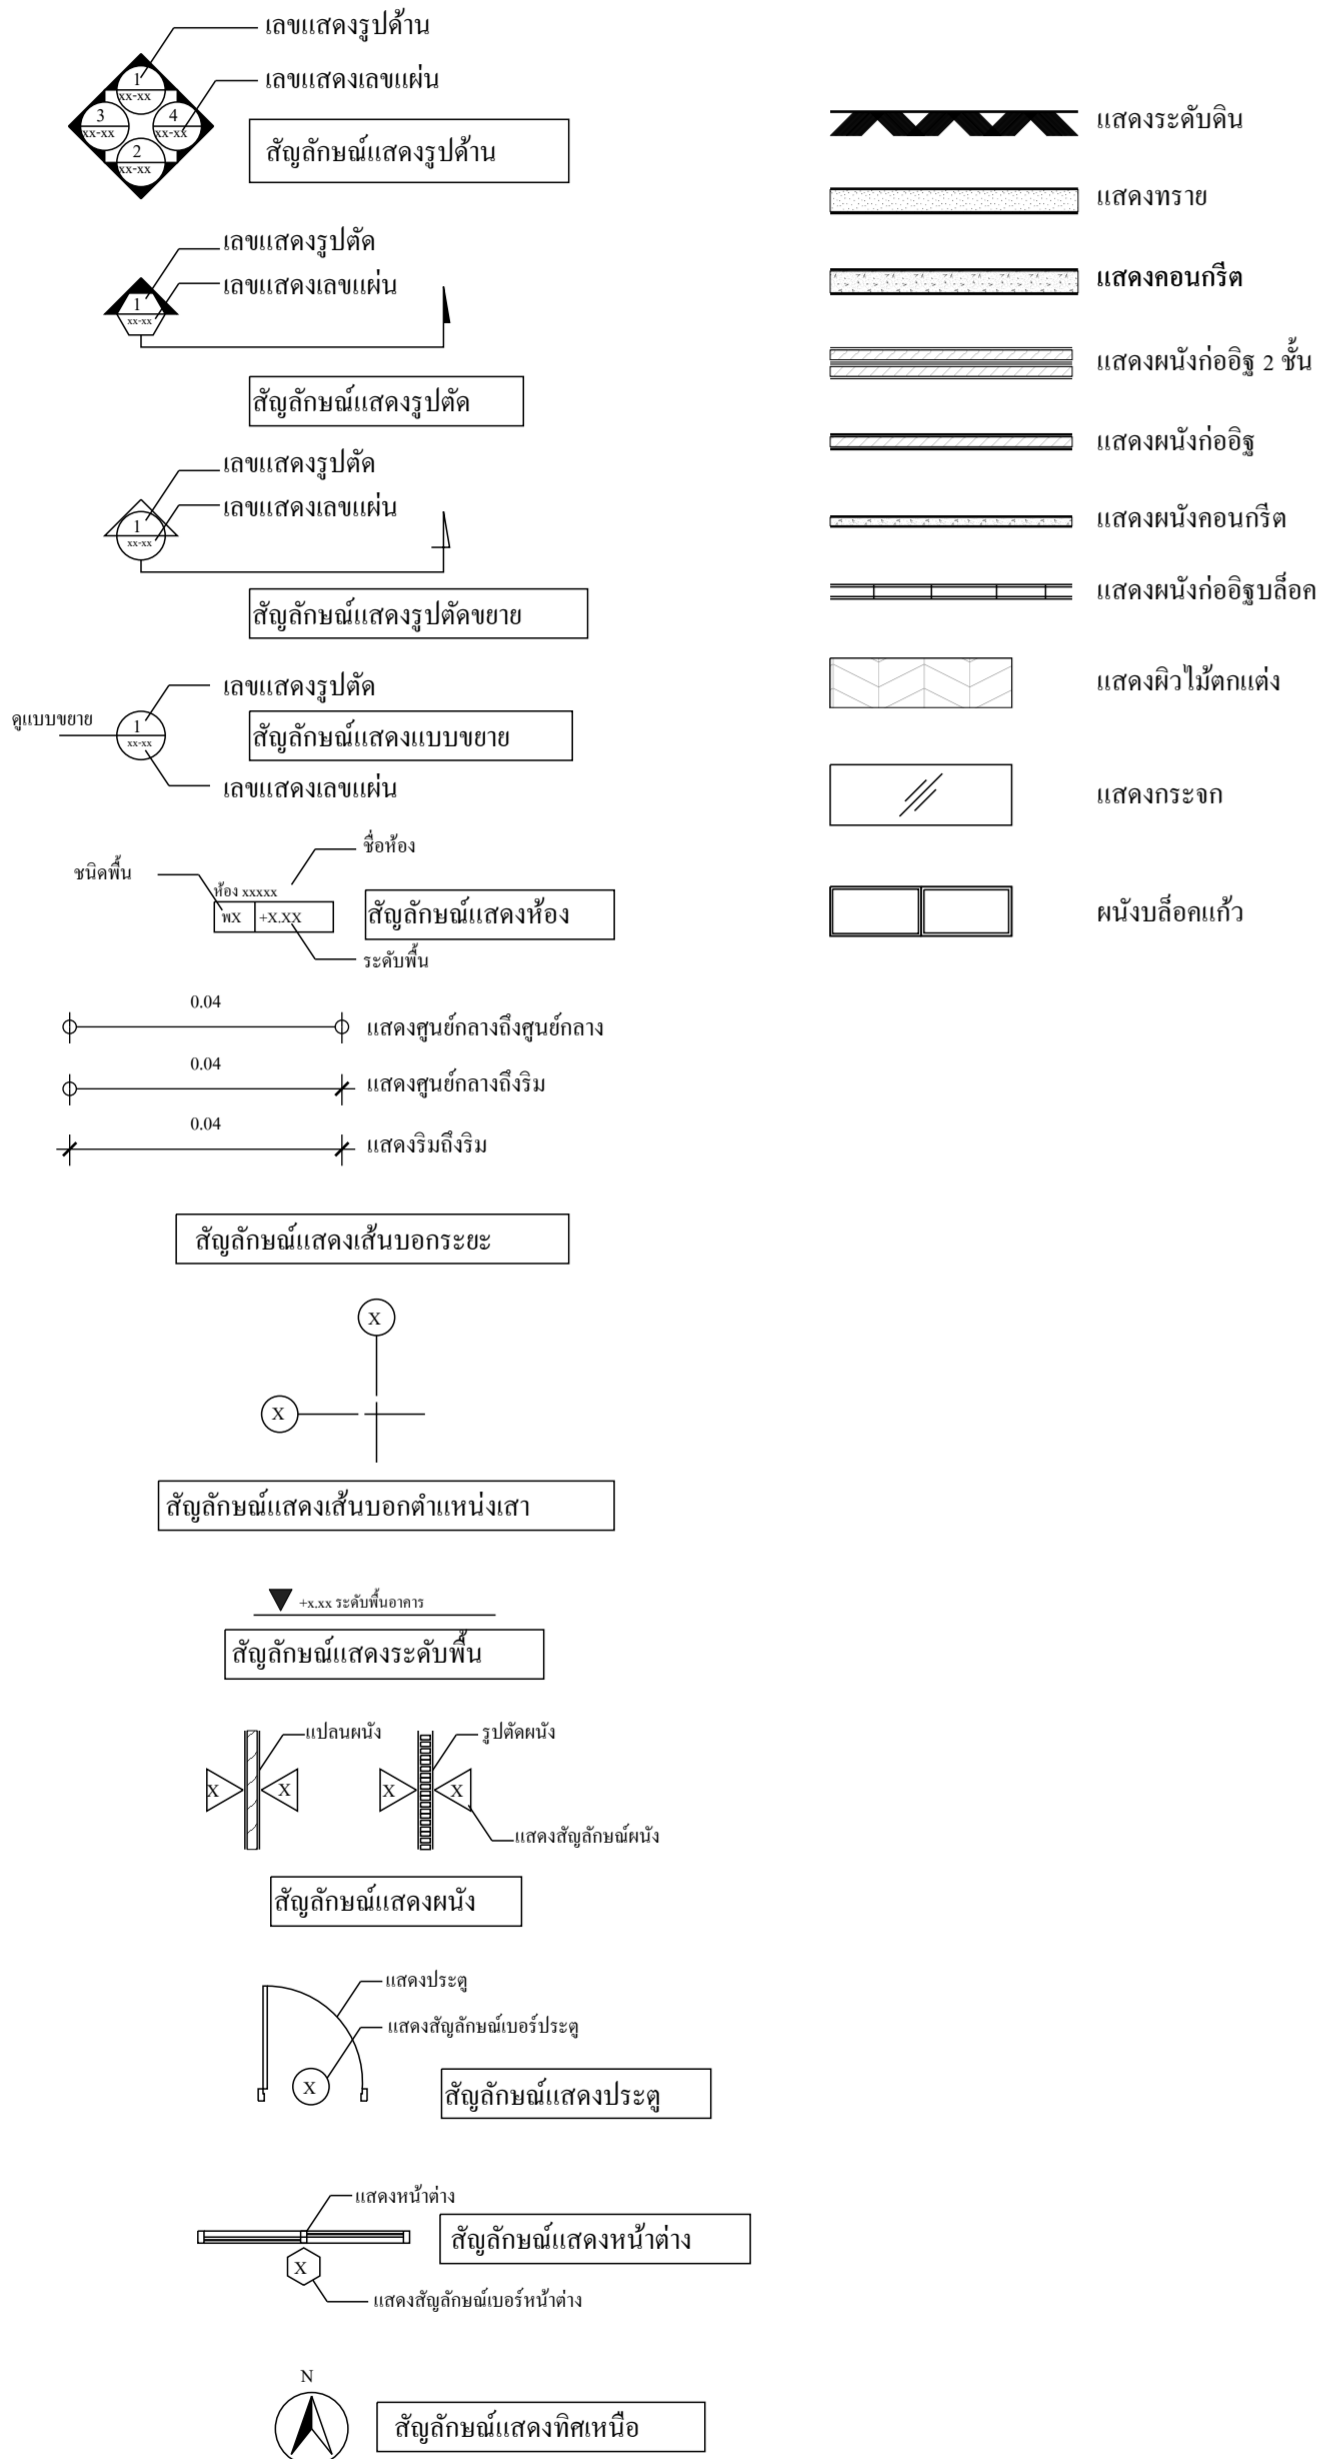 เลขแสดงรูปด้าน
เลขแสดงเลขแผ่น
1
xx-xx
3
xx-xx
4
xx-xx
2
xx-xx
สัญลักษณ์แสดงรูปด้าน
เลขแสดงรูปตัด
เลขแสดงเลขแผ่น
1
xx-xx
สัญลักษณ์แสดงรูปตัด
เลขแสดงรูปตัด
เลขแสดงเลขแผ่น
1
xx-xx
สัญลักษณ์แสดงรูปตัดขยาย
เลขแสดงรูปตัด
ดูแบบขยาย
1
xx-xx
สัญลักษณ์แสดงแบบขยาย
เลขแสดงเลขแผ่น
ชื่อห้อง
ชนิดพื้น
ห้อง xxxxx
พX
+X.XX
สัญลักษณ์แสดงห้อง
ระดับพื้น
0.04
แสดงศูนย์กลางถึงศูนย์กลาง
0.04
แสดงศูนย์กลางถึงริม
0.04
แสดงริมถึงริม
สัญลักษณ์แสดงเส้นบอกระยะ
X
X
สัญลักษณ์แสดงเส้นบอกตำแหน่งเสา
+x.xx ระดับพื้นอาคาร
สัญลักษณ์แสดงระดับพื้น
แปลนผนัง
รูปตัดผนัง
X
X
X
X
แสดงสัญลักษณ์ผนัง
สัญลักษณ์แสดงผนัง
แสดงประตู
แสดงสัญลักษณ์เบอร์ประตู
X
สัญลักษณ์แสดงประตู
แสดงหน้าต่าง
สัญลักษณ์แสดงหน้าต่าง
X
แสดงสัญลักษณ์เบอร์หน้าต่าง
N
สัญลักษณ์แสดงทิศเหนือ
แสดงระดับดิน
แสดงทราย
แสดงคอนกรีต
แสดงผนังก่ออิฐ 2 ชั้น
แสดงผนังก่ออิฐ
แสดงผนังคอนกรีต
แสดงผนังก่ออิฐบล็อค
แสดงผิวไม้ตกแต่ง
แสดงกระจก
ผนังบล็อคแก้ว